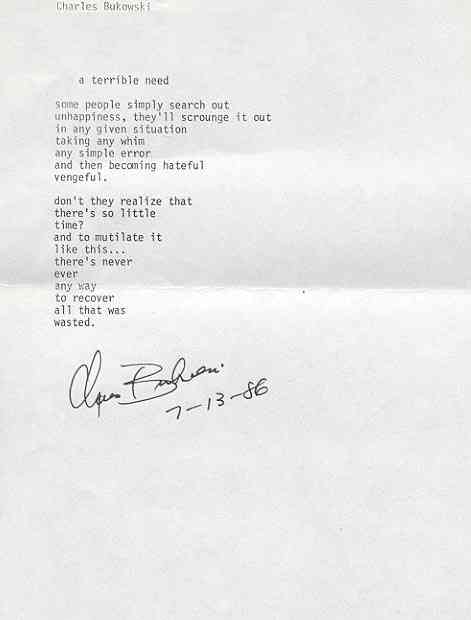 Charles Bukowski
a terrible need
some people simply search out
unhappiness, they'll scrounge it out
in any given situation
taking any whim
any simple error
and then becoming hateful
vengeful.
don't they realize that
there's so little
time?
and to mutilate it
like this...
there's never
ever
any way
to recover
all that was
wasted.
Charles Bukowski
7-13-86